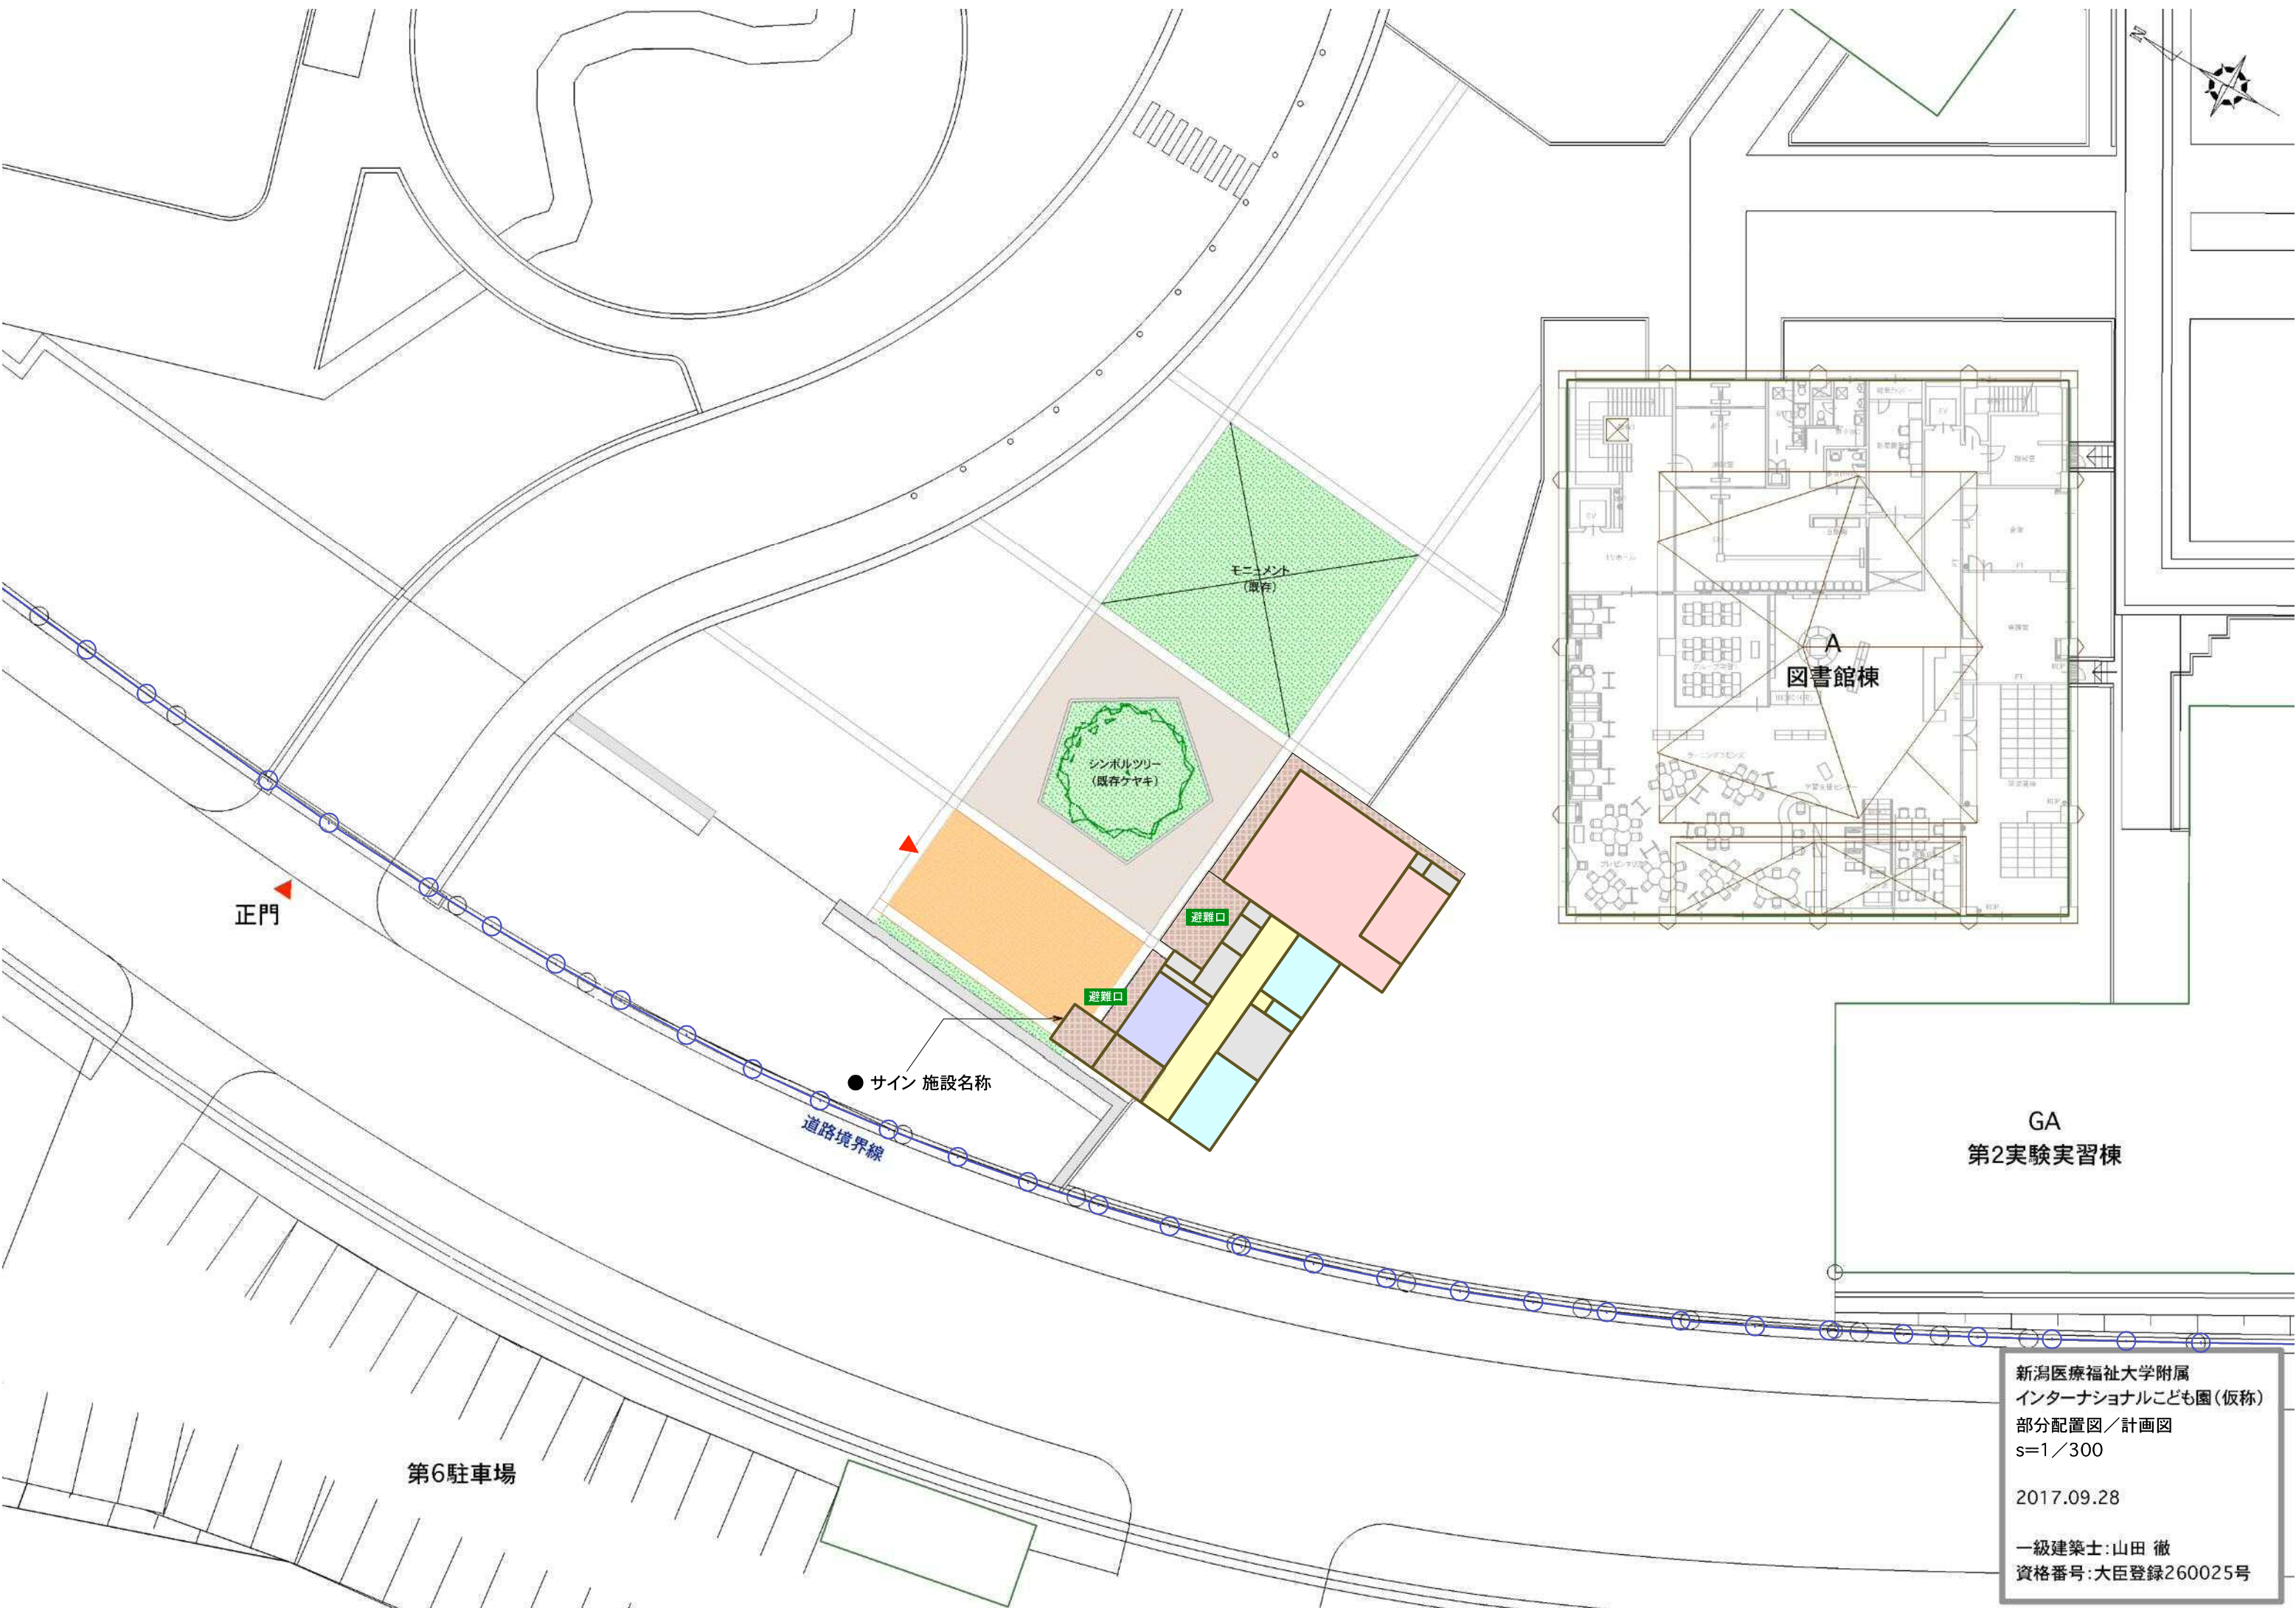 N
モニュメント
（既存）
A
図書館棟
シンボルツリー
（既存ケヤキ）
正門
避難口
避難口
● サイン 施設名称
道路境界線
GA
第2実験実習棟
第6駐車場
新潟医療福祉大学附属
インターナショナルこども園（仮称）
部分配置図／計画図
s=1／300
2017.09.28
一級建築士：山田 徹
資格番号：大臣登録260025号